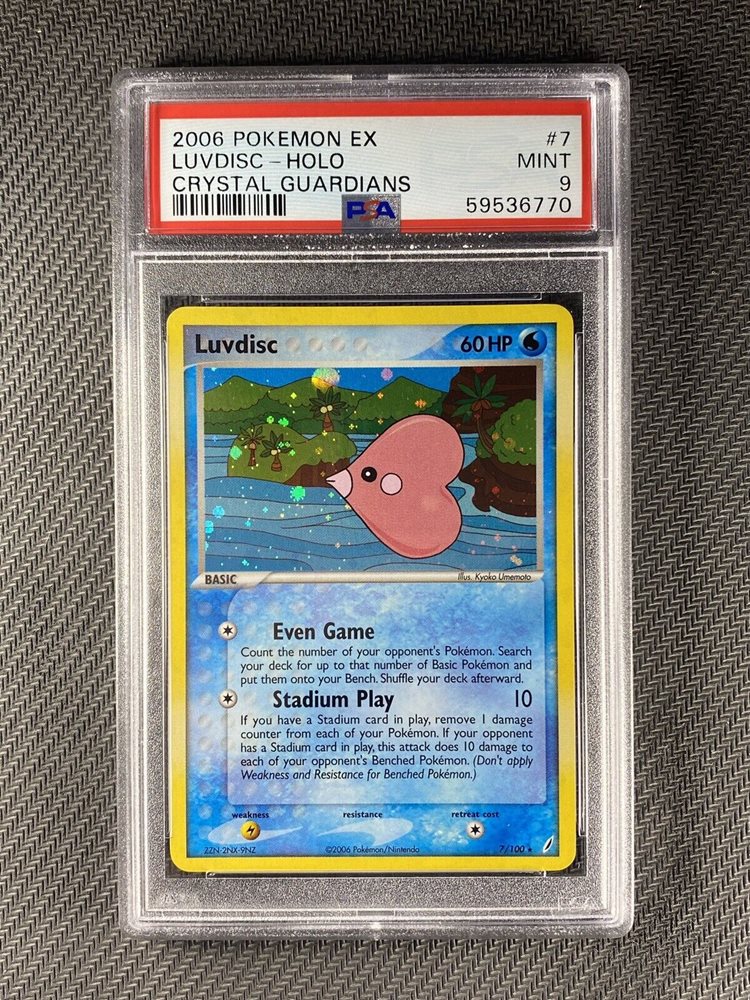 2006 POKEMON EX #7
LUVDISC - HOLO MINT
CRYSTAL GUARDIANS 9
PSA 59536770
Luvdisc 60 HP
BASIC Illus. Kyoko Umemoto
Even Game
Count the number of your opponent's Pokémon. Search
your deck for up to that number of Basic Pokémon and
put them onto your Bench. Shuffle your deck afterward.
Stadium Play 10
If you have a Stadium card in play, remove 1 damage
counter from each of your Pokémon. If your opponent
has a Stadium card in play, this attack does 10 damage to
each of your opponent's Benched Pokémon. (Don't apply
Weakness and Resistance for Benched Pokémon.)
weakness resistance retreat cost
2ZN-2NX-9NZ ©2006 Pokémon/Nintendo 7/100 ★